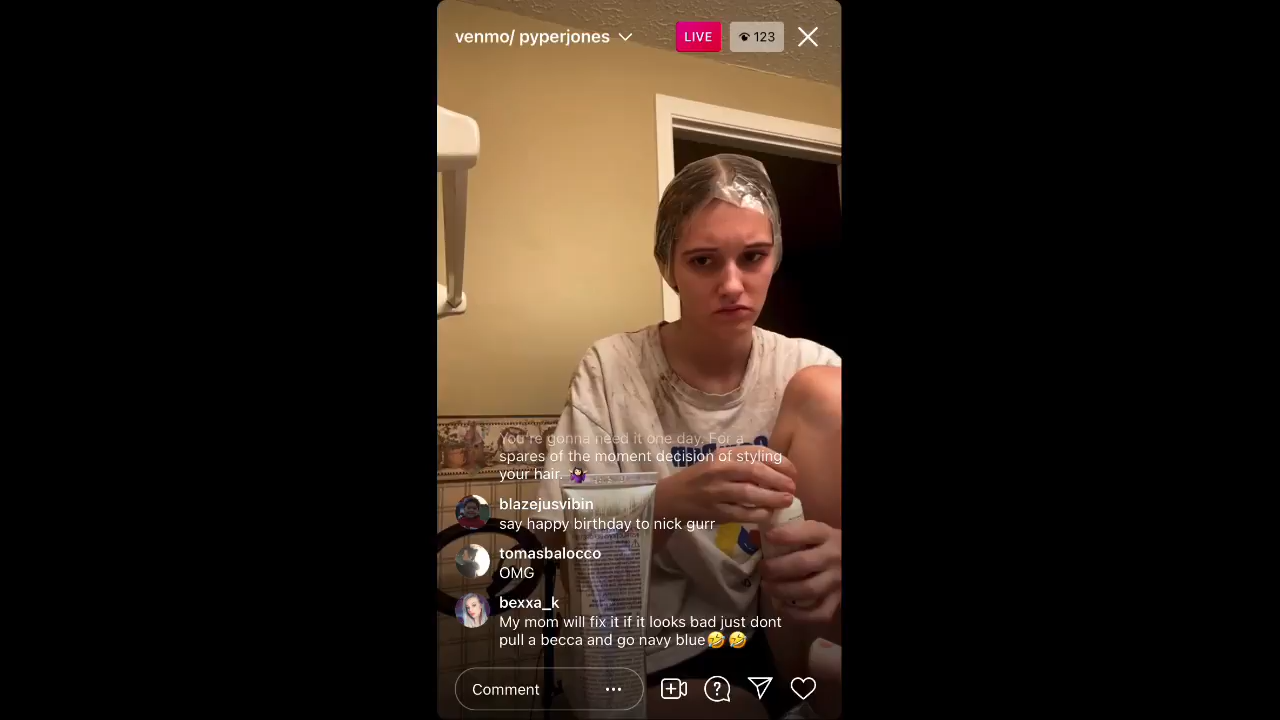 venmo/ pyperjones
LIVE
123
You're gonna need it one day. For a
spares of the moment decision of styling
your hair. 🤷🏻‍♀️
blazejusvibin
say happy birthday to nick gurr
tomasbalocco
OMG
bexxa_k
My mom will fix it if it looks bad just dont
pull a becca and go navy blue🤣🤣
Comment